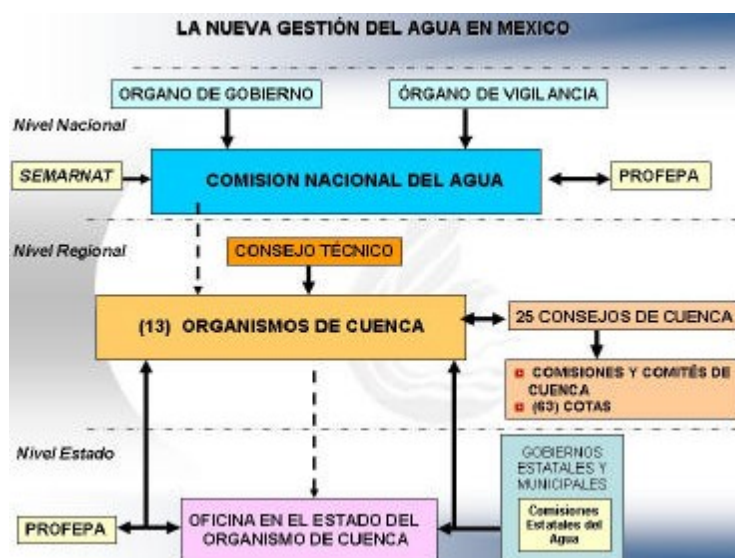 LA NUEVA GESTIÓN DEL AGUA EN MEXICO
ORGANO DE GOBIERNO
ÓRGANO DE VIGILANCIA
Nivel Nacional
SEMARNAT
COMISION NACIONAL DEL AGUA
PROFEPA
Nivel Regional
CONSEJO TÉCNICO
(13) ORGANISMOS DE CUENCA
25 CONSEJOS DE CUENCA
COMISIONES Y COMITÉS DE
CUENCA
(63) COTAS
Nivel Estado
GOBIERNOS
ESTATALES Y
MUNICIPALES
Comisiones
Estatales del
Agua
PROFEPA
OFICINA EN EL ESTADO DEL
ORGANISMO DE CUENCA